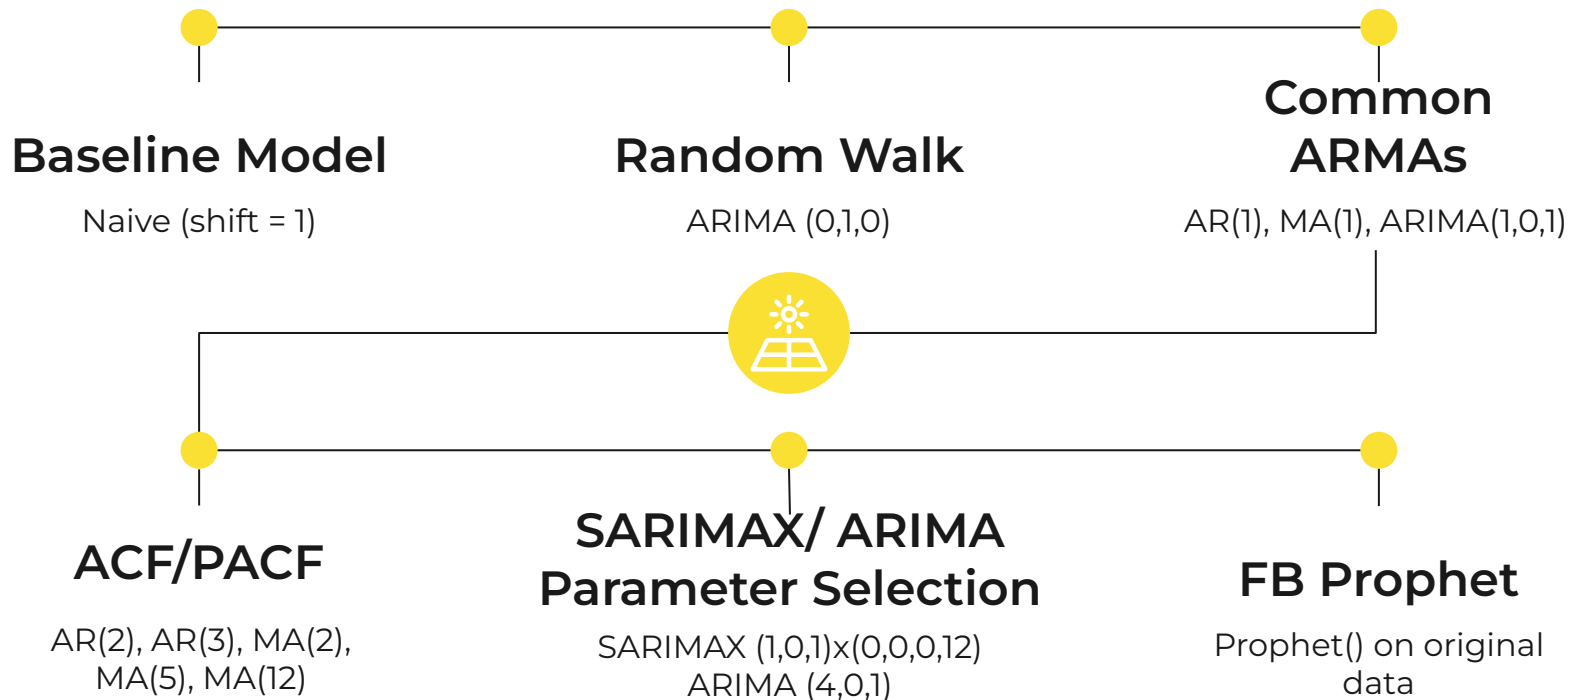 Baseline Model
Naive (shift = 1)
Random Walk
ARIMA (0,1,0)
Common
ARMAs
AR(1), MA(1), ARIMA(1,0,1)
ACF/PACF
AR(2), AR(3), MA(2),
MA(5), MA(12)
SARIMAX/ ARIMA
Parameter Selection
SARIMAX (1,0,1)x(0,0,0,12)
ARIMA (4,0,1)
FB Prophet
Prophet() on original
data